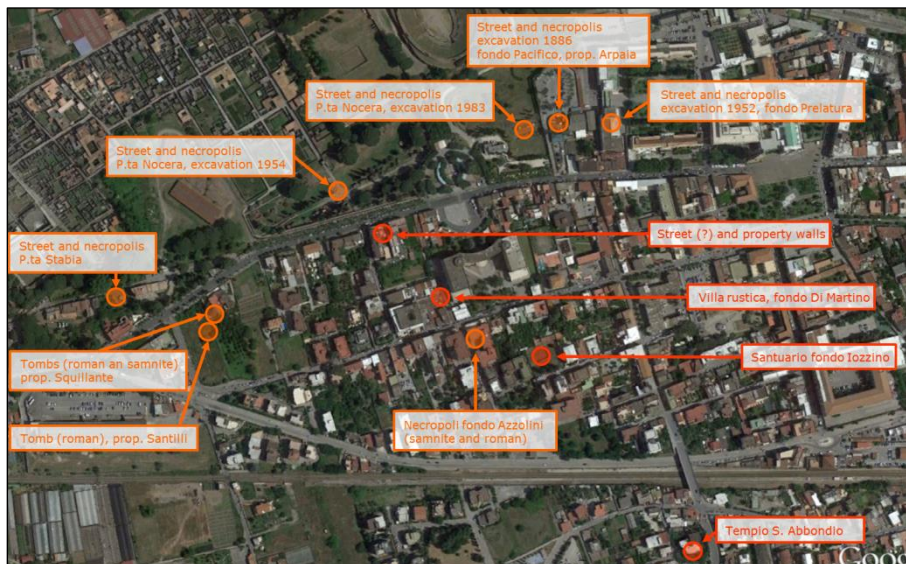 Street and necropolis
excavation 1886
fondo Pacifico, prop. Arpaia
Street and necropolis
P.ta Nocera, excavation 1983
Street and necropolis
excavation 1952, fondo Prelatura
Street and necropolis
P.ta Nocera, excavation 1954
Street (?) and property walls
Street and necropolis
P.ta Stabia
Villa rustica, fondo Di Martino
Tombs (roman an samnite)
prop. Squillante
Santuario fondo Iozzino
Tomb (roman), prop. Santilli
Necropoli fondo Azzolini
(samnite and roman)
Tempio S. Abbondio
Goog